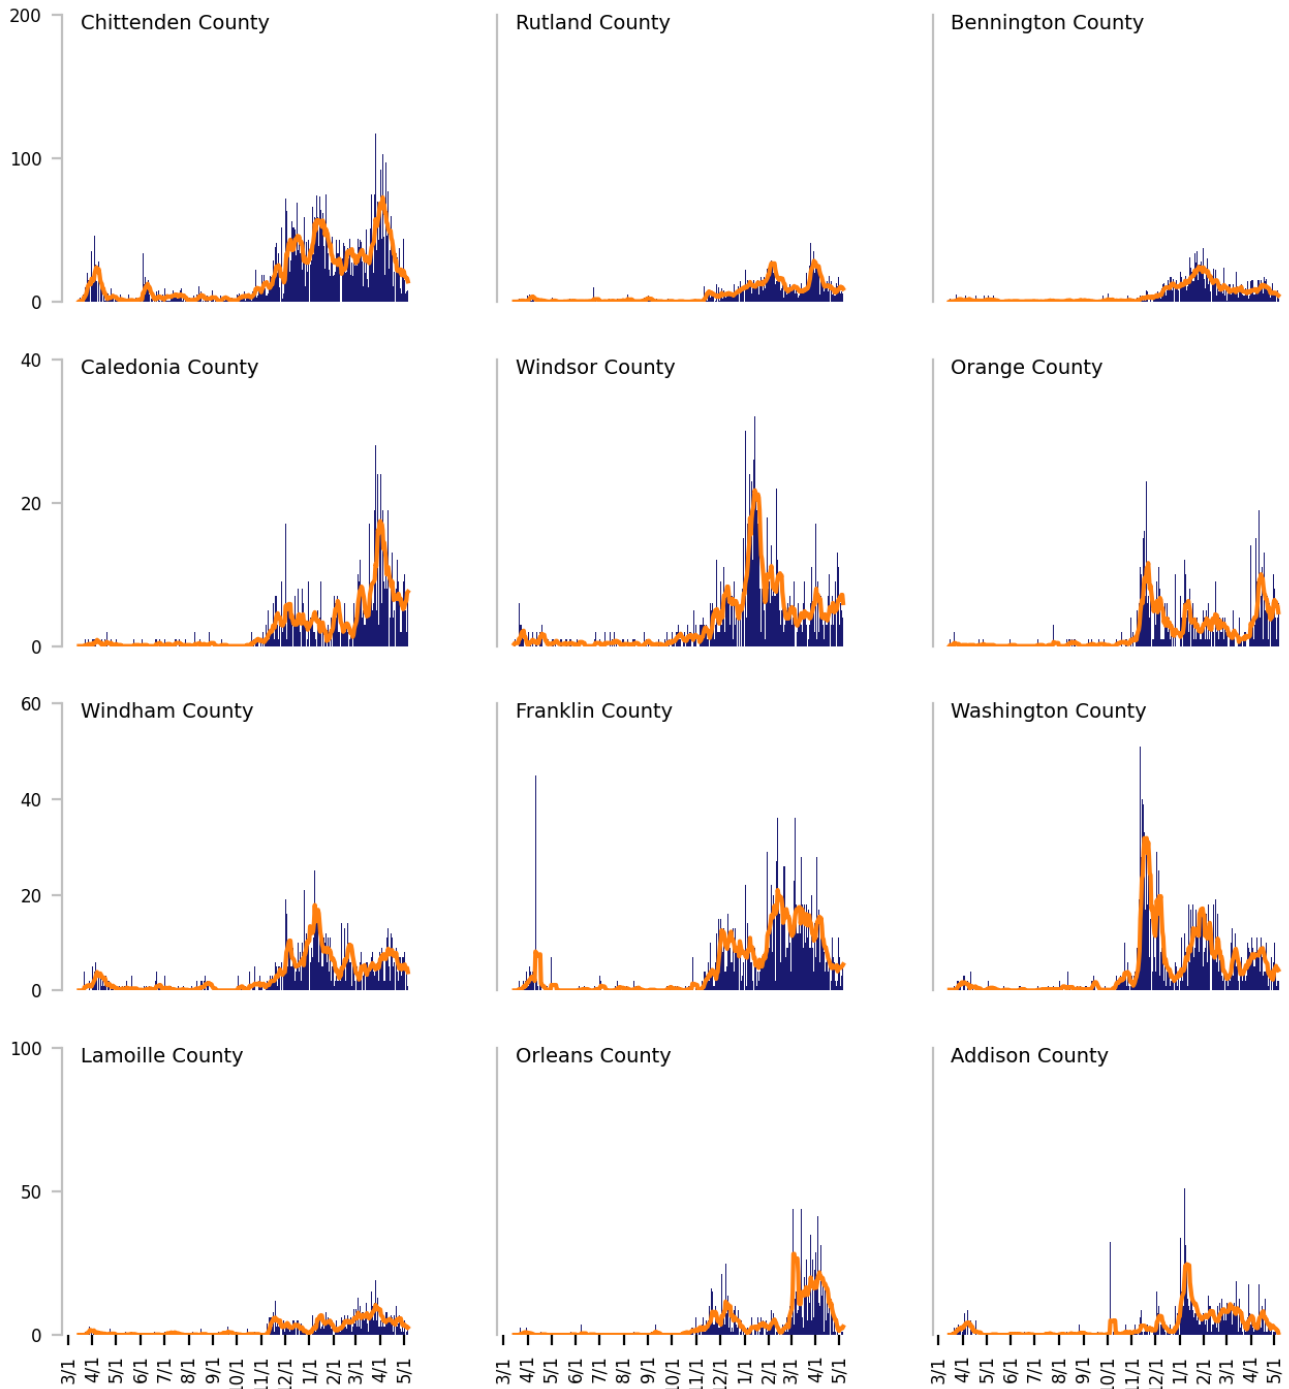 200
Chittenden County
Rutland County
Bennington County
100
0
40
Caledonia County
Windsor County
Orange County
20
0
60
Windham County
Franklin County
Washington County
40
20
0
100
Lamoille County
Orleans County
Addison County
50
0
3/1 4/1 5/1 6/1 7/1 8/1 9/1 10/1 11/1 12/1 1/1 2/1 3/1 4/1 5/1
3/1 4/1 5/1 6/1 7/1 8/1 9/1 10/1 11/1 12/1 1/1 2/1 3/1 4/1 5/1
3/1 4/1 5/1 6/1 7/1 8/1 9/1 10/1 11/1 12/1 1/1 2/1 3/1 4/1 5/1